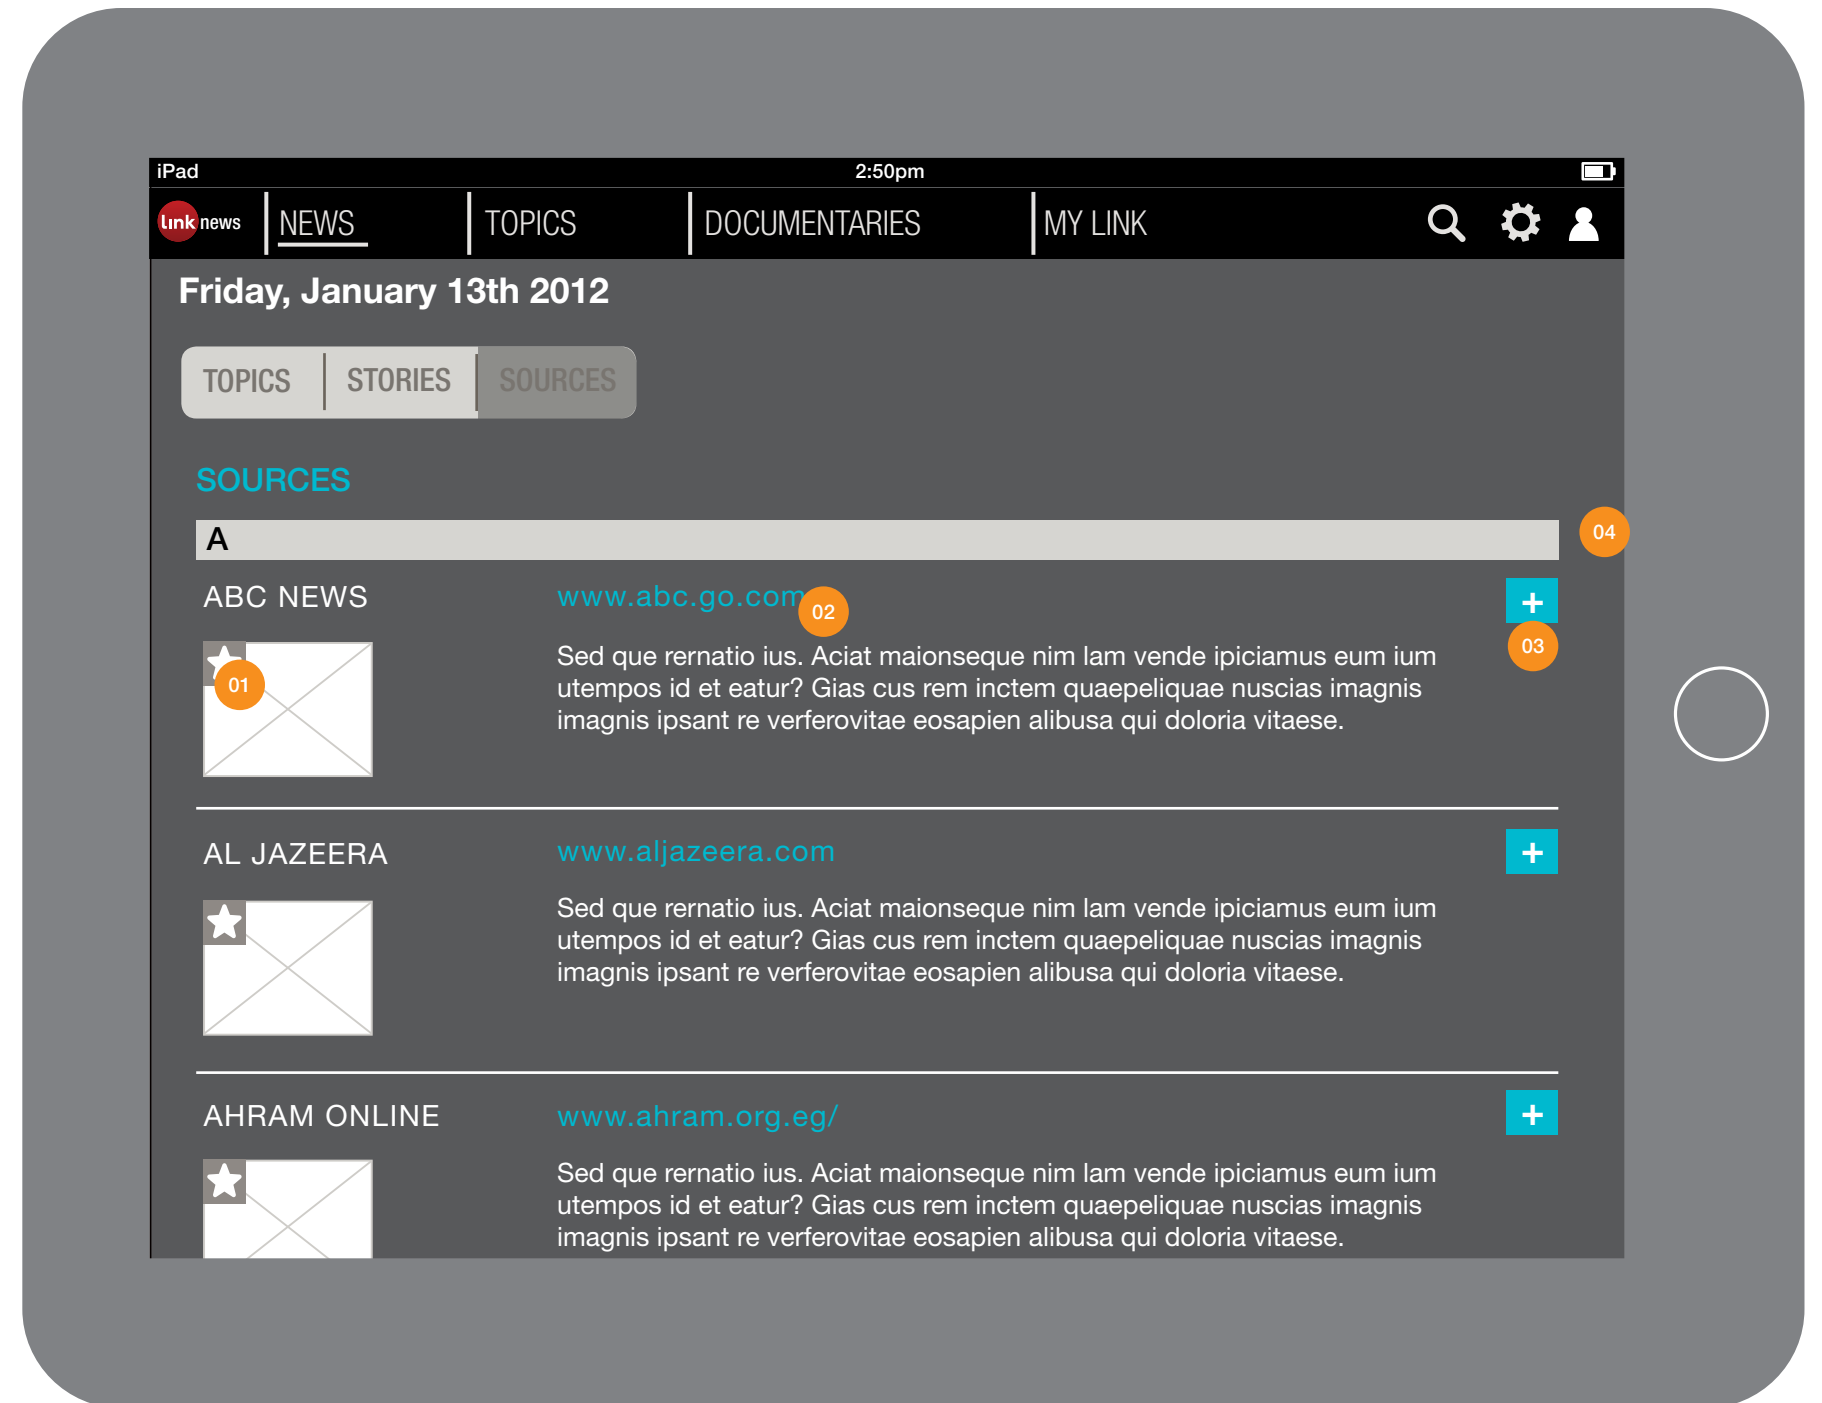 iPad
2:50pm
Link news
NEWS
TOPICS
DOCUMENTARIES
MY LINK
Friday, January 13th 2012
TOPICS
STORIES
SOURCES
SOURCES
A
04
ABC NEWS
www.abc.go.com
02
+
03
01
Sed que rernatio ius. Aciat maionseque nim lam vende ipiciamus eum ium
utempos id et eatur? Gias cus rem inctem quaepeliquae nuscias imagnis
imagnis ipsant re verferovitae eosapien alibusa qui doloria vitaese.
AL JAZEERA
www.aljazeera.com
+
Sed que rernatio ius. Aciat maionseque nim lam vende ipiciamus eum ium
utempos id et eatur? Gias cus rem inctem quaepeliquae nuscias imagnis
imagnis ipsant re verferovitae eosapien alibusa qui doloria vitaese.
AHRAM ONLINE
www.ahram.org.eg/
+
Sed que rernatio ius. Aciat maionseque nim lam vende ipiciamus eum ium
utempos id et eatur? Gias cus rem inctem quaepeliquae nuscias imagnis
imagnis ipsant re verferovitae eosapien alibusa qui doloria vitaese.